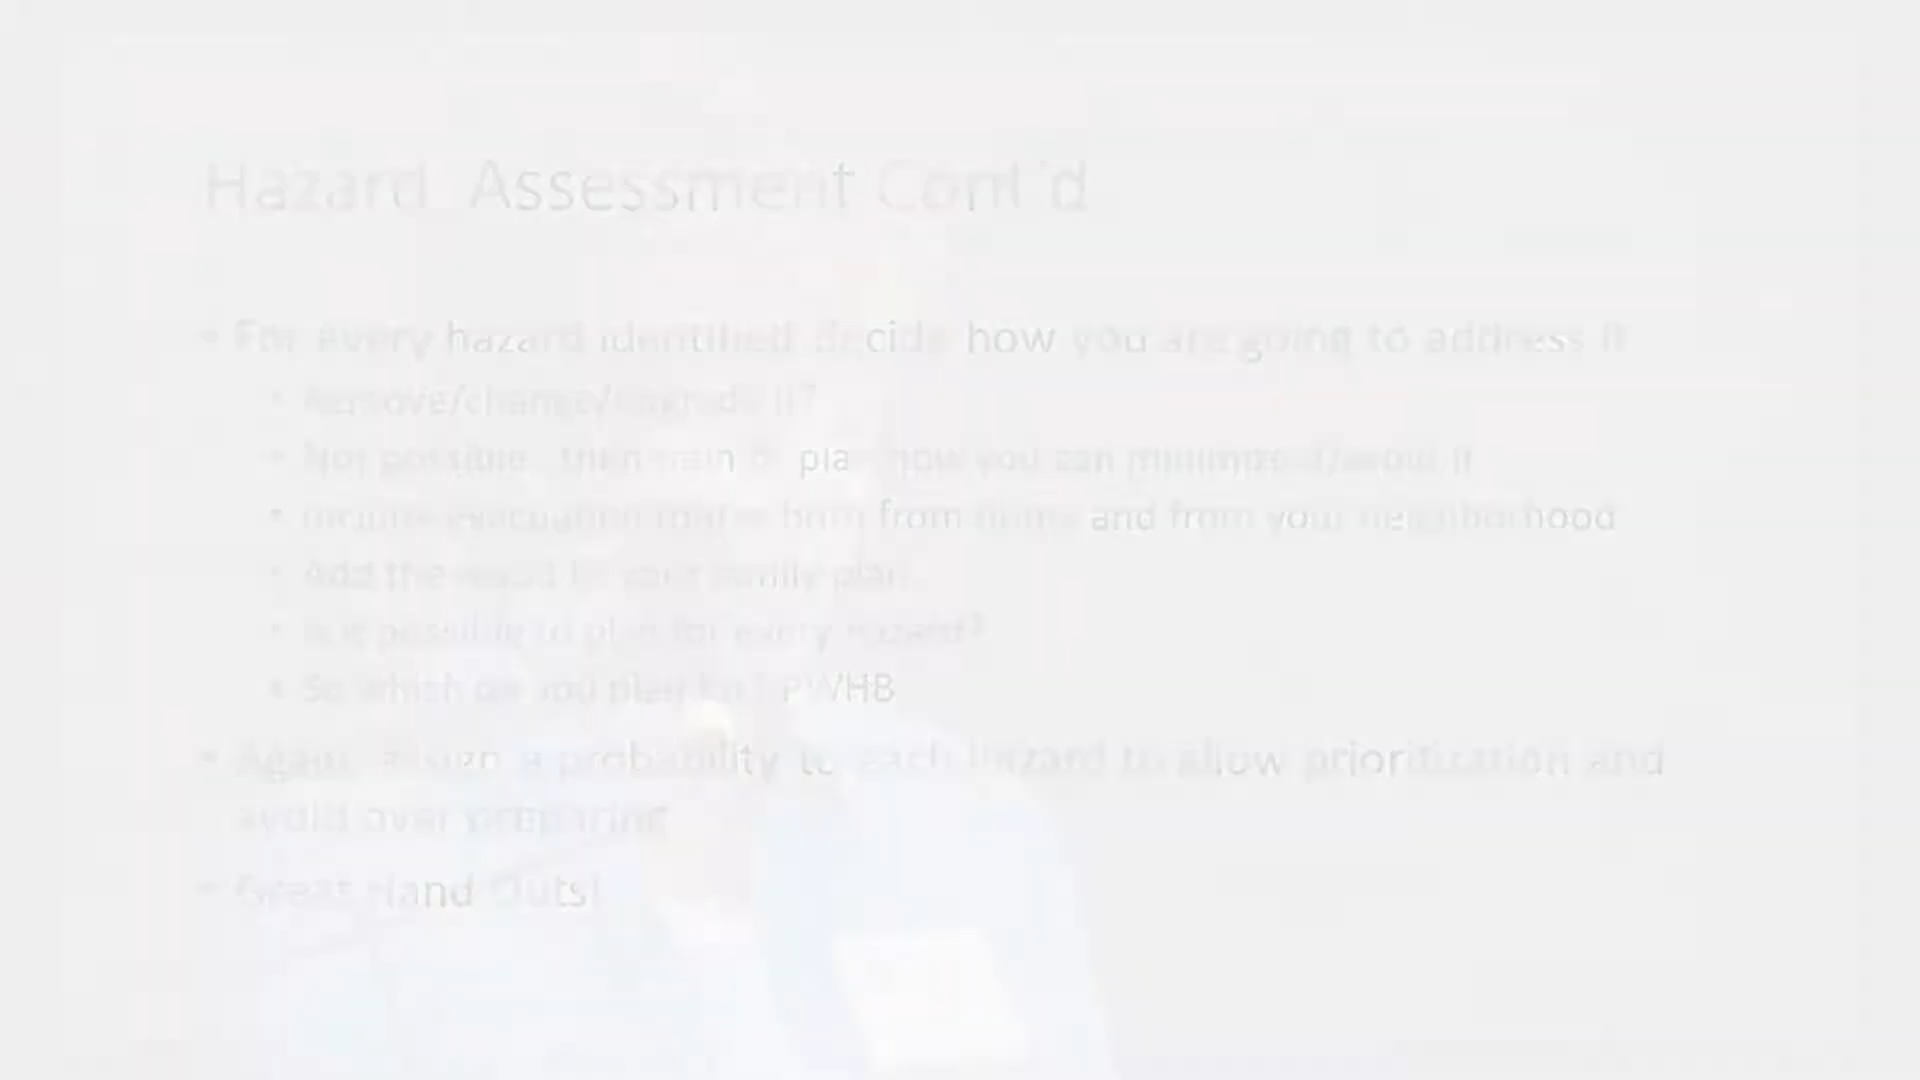 Hazard Assessment Cont'd
• For every hazard identified decide how you are going to address it
• Remove/change/upgrade it?
• Not possible, then train & plan how you can minimize it/avoid it
• Include evacuation routes both from home and from your neighborhood
• Add the result to your family plan.
• Is it possible to plan for every hazard?
• So which do you plan for? /HB
• Again, assign a probability to each hazard to allow prioritization and
avoid over preparing
• Great Hand Outs!